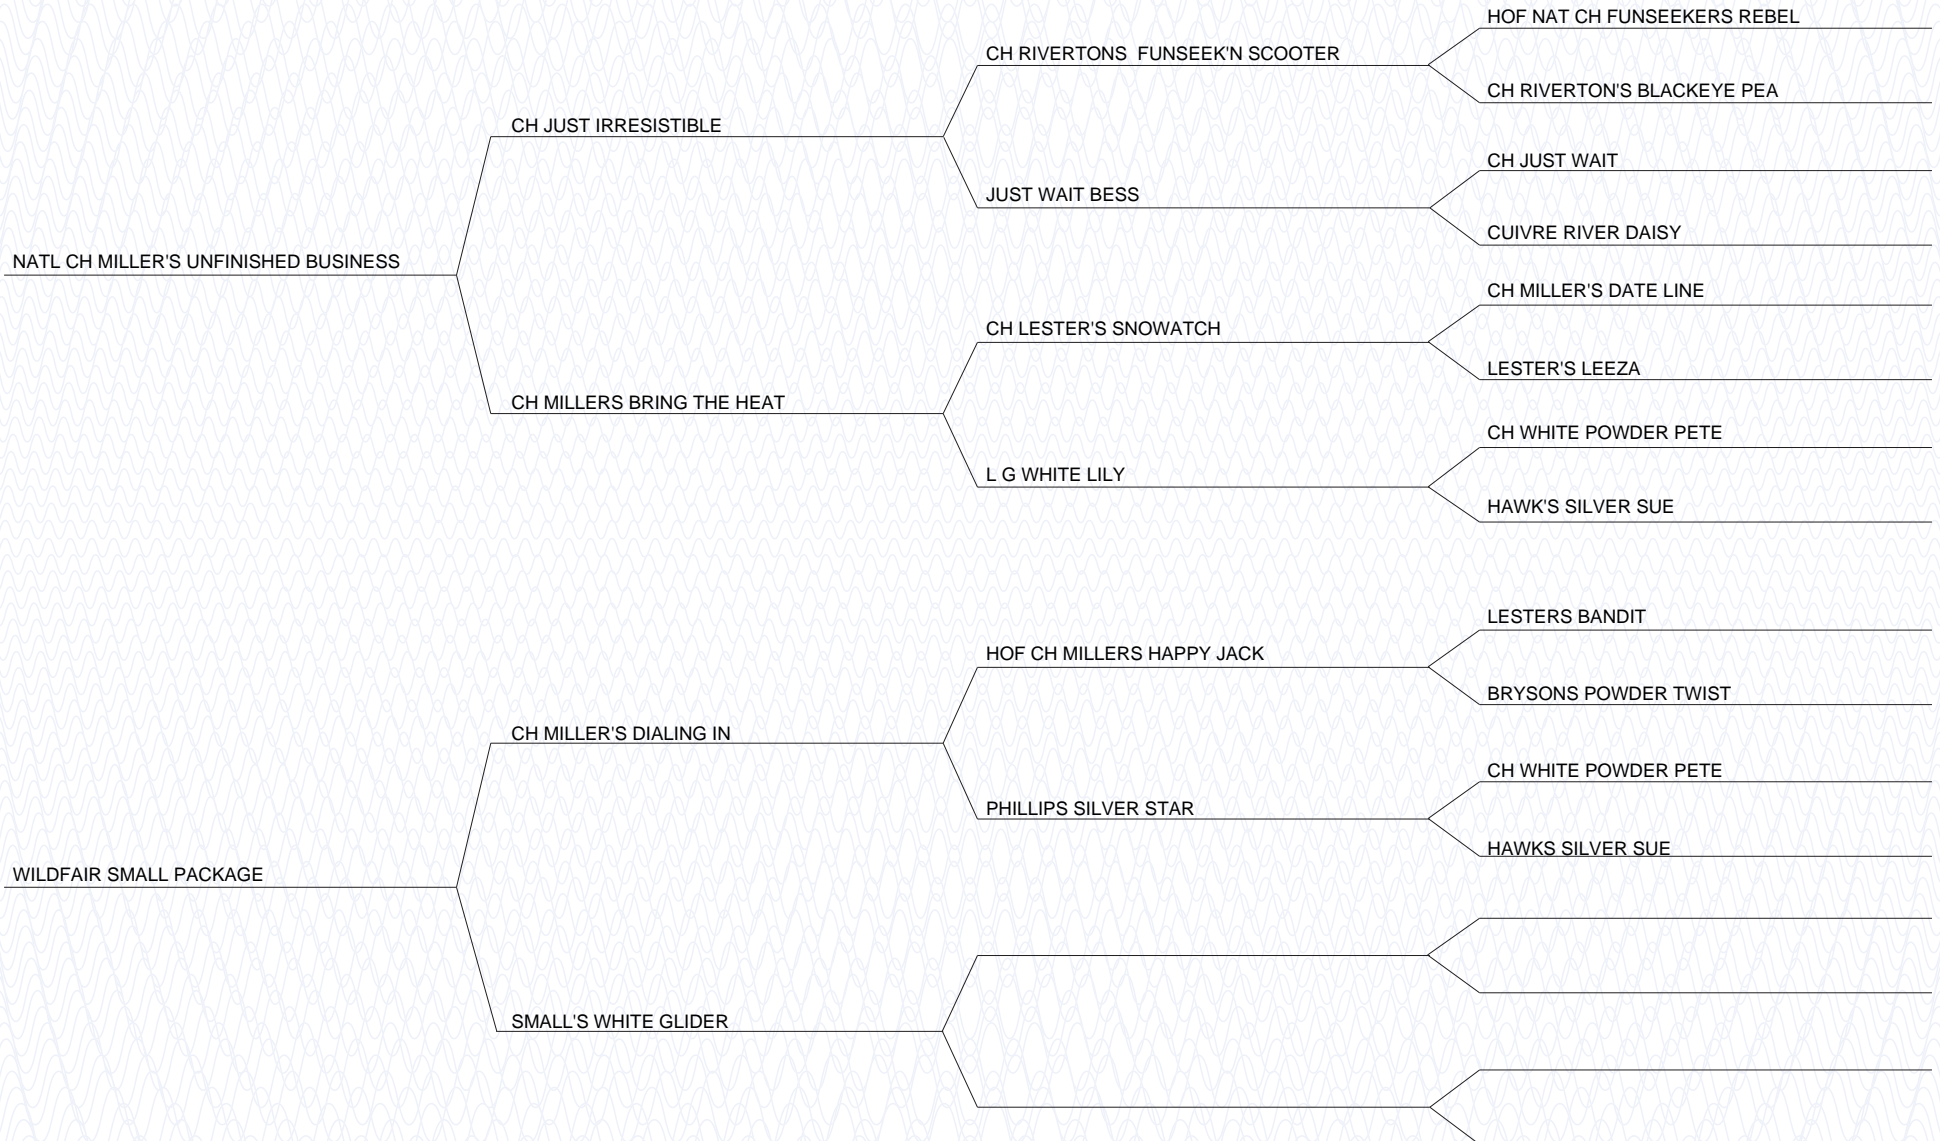 HOF NAT CH FUNSEEKERS REBEL
CH RIVERTONS  FUNSEEK'N SCOOTER
CH RIVERTON'S BLACKEYE PEA
CH JUST IRRESISTIBLE
CH JUST WAIT
JUST WAIT BESS
CUIVRE RIVER DAISY
NATL CH MILLER'S UNFINISHED BUSINESS
CH MILLER'S DATE LINE
CH LESTER'S SNOWATCH
LESTER'S LEEZA
CH MILLERS BRING THE HEAT
CH WHITE POWDER PETE
L G WHITE LILY
HAWK'S SILVER SUE
LESTERS BANDIT
HOF CH MILLERS HAPPY JACK
BRYSONS POWDER TWIST
CH MILLER'S DIALING IN
CH WHITE POWDER PETE
PHILLIPS SILVER STAR
HAWKS SILVER SUE
WILDFAIR SMALL PACKAGE
SMALL'S WHITE GLIDER